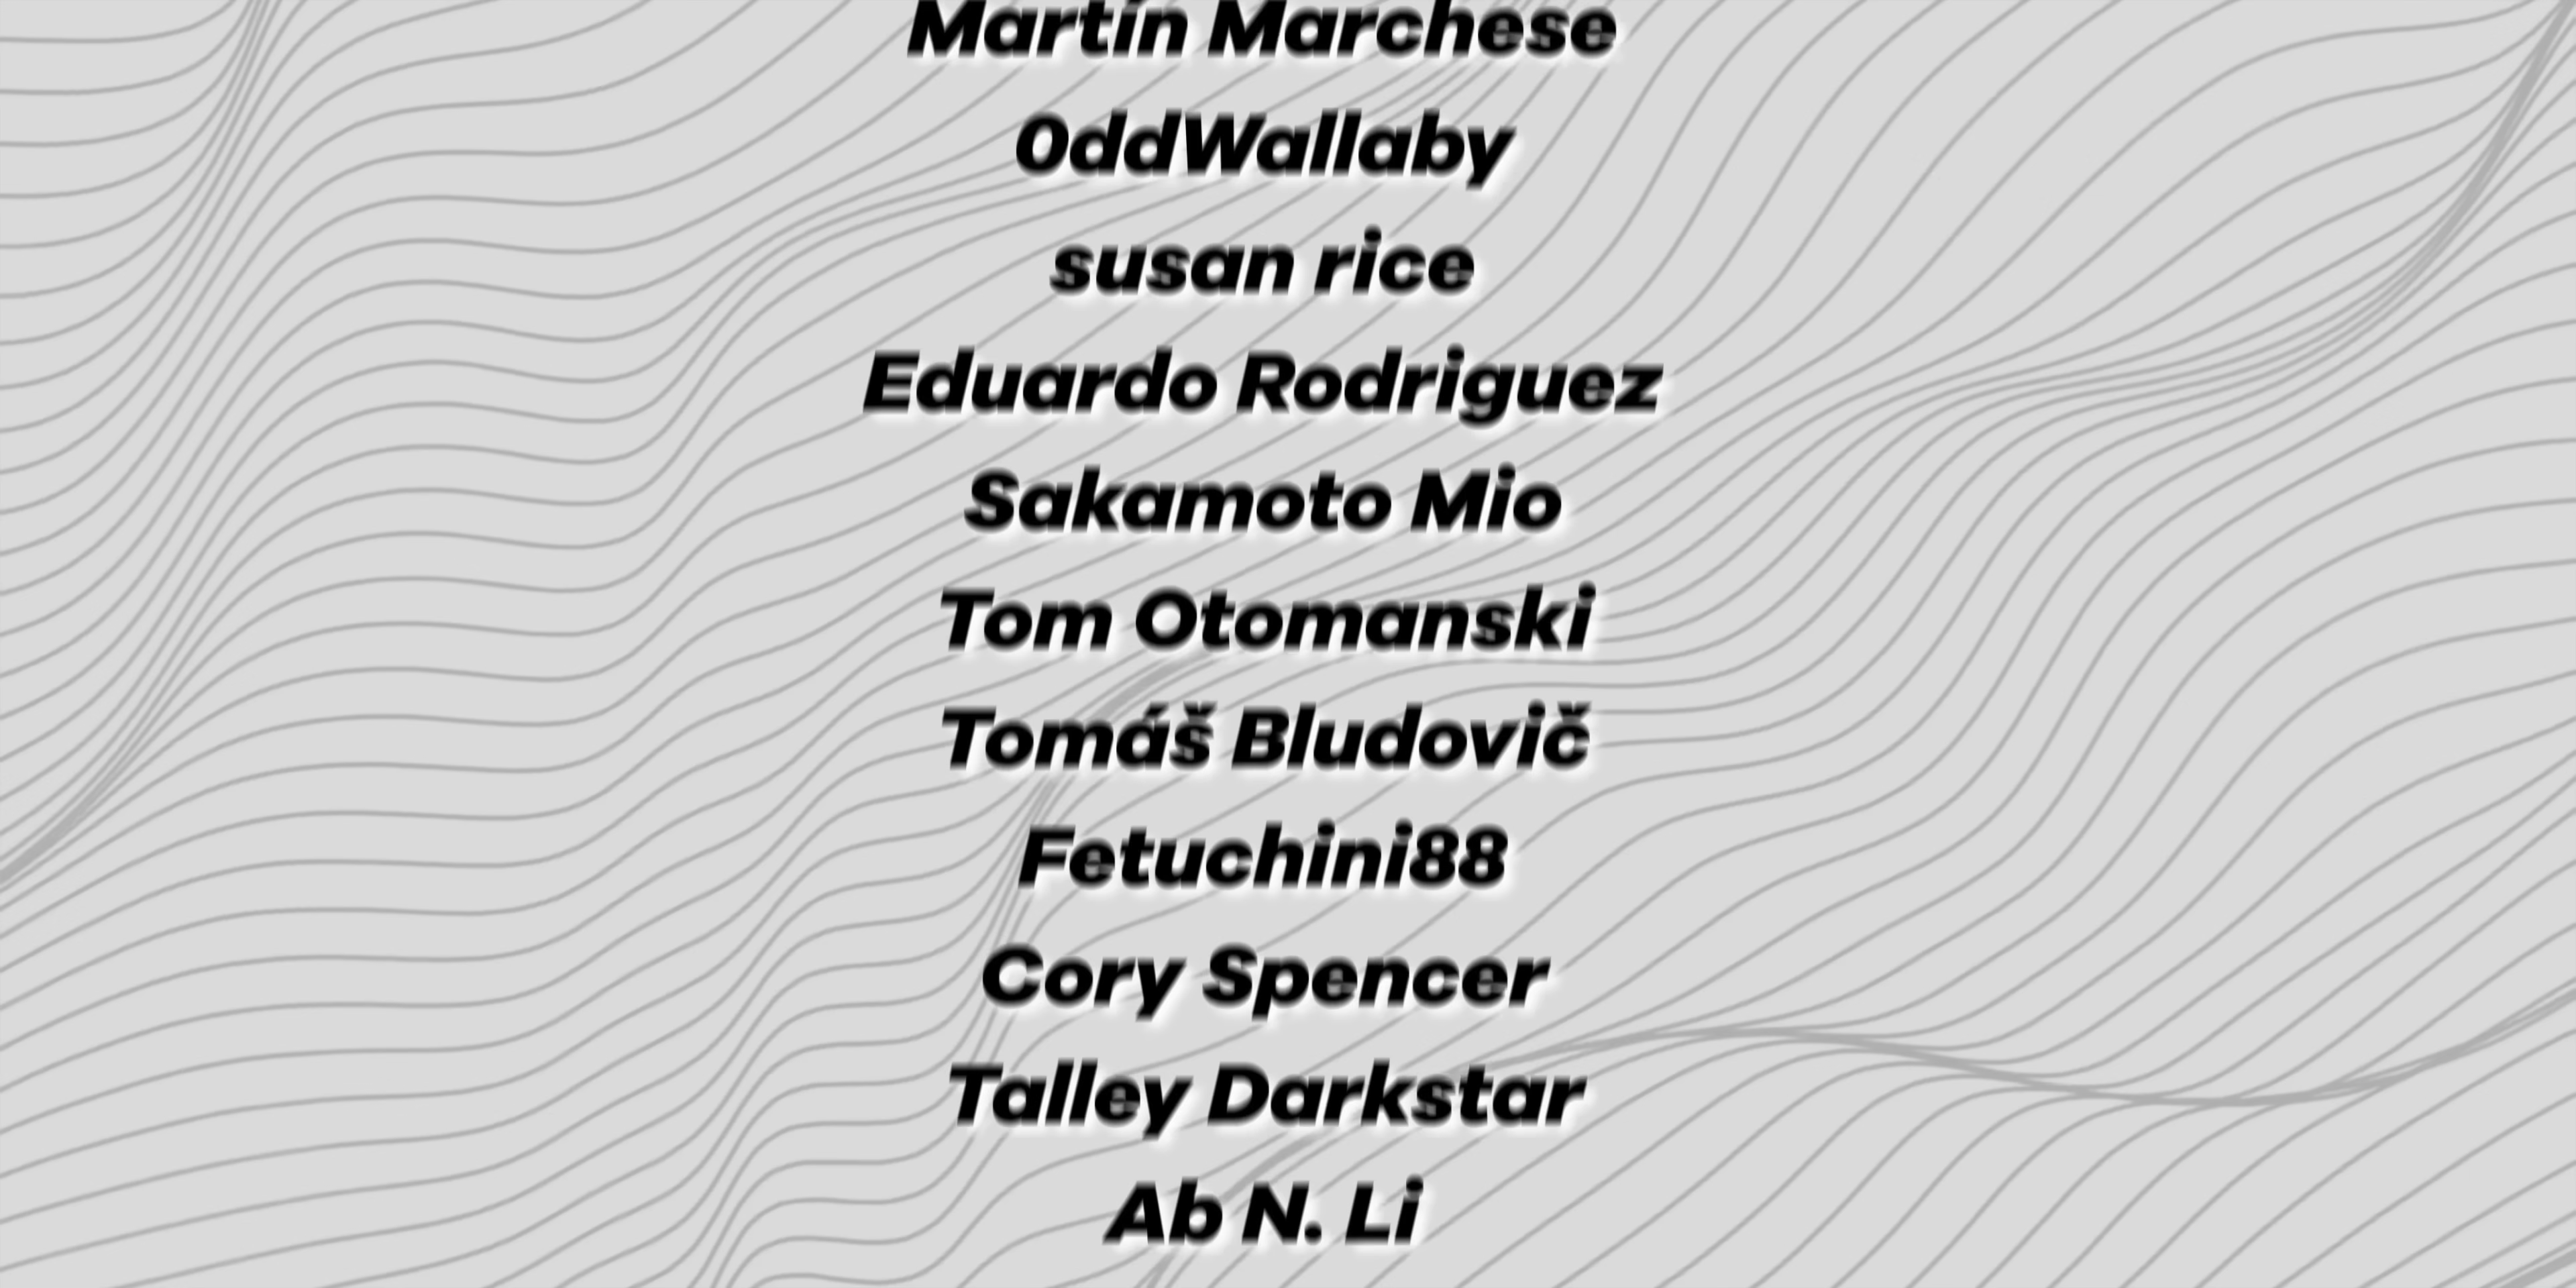 Martín Marchese
0ddWallaby
susan rice
Eduardo Rodriguez
Sakamoto Mio
Tom Otomanski
Tomáš Bludovič
Fetuchini88
Cory Spencer
Talley Darkstar
Ab N. Li